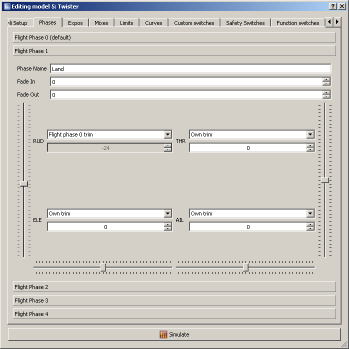 Editing model 5: Twister
Setup Phases Expos Mixes Limits Curves Custom switches Safety Switches Function switches
Flight Phase 0 (default)
Flight Phase 1
Phase Name Land
Fade In 0
Fade Out 0
RUD Flight phase 0 trim THR Own trim
-24 0
ELE Own trim AIL Own trim
0 0
Flight Phase 2
Flight Phase 3
Flight Phase 4
Simulate